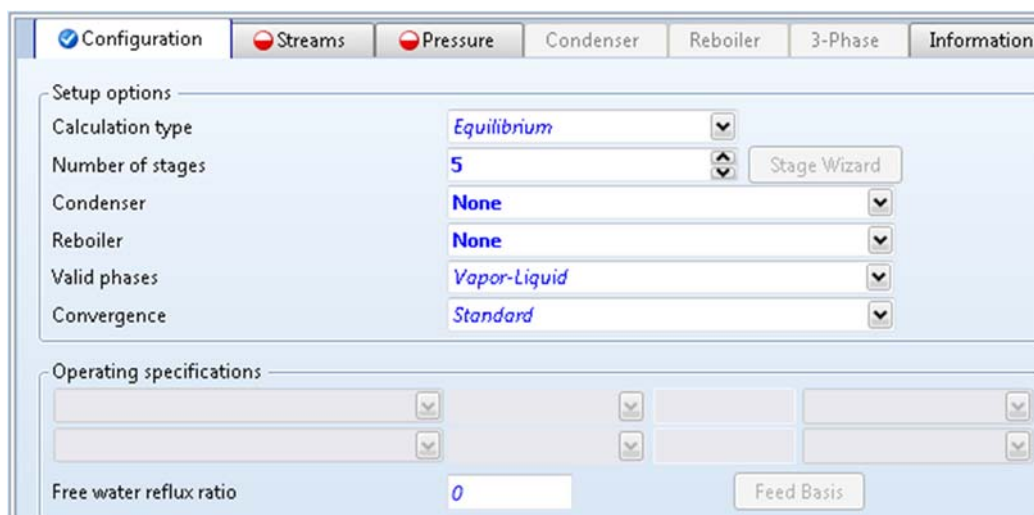 Configuration Streams Pressure Condenser Reboiler 3-Phase Information
Setup options
Calculation type Equilibrium
Number of stages 5 Stage Wizard
Condenser None
Reboiler None
Valid phases Vapor-Liquid
Convergence Standard
Operating specifications
Free water reflux ratio 0 Feed Basis